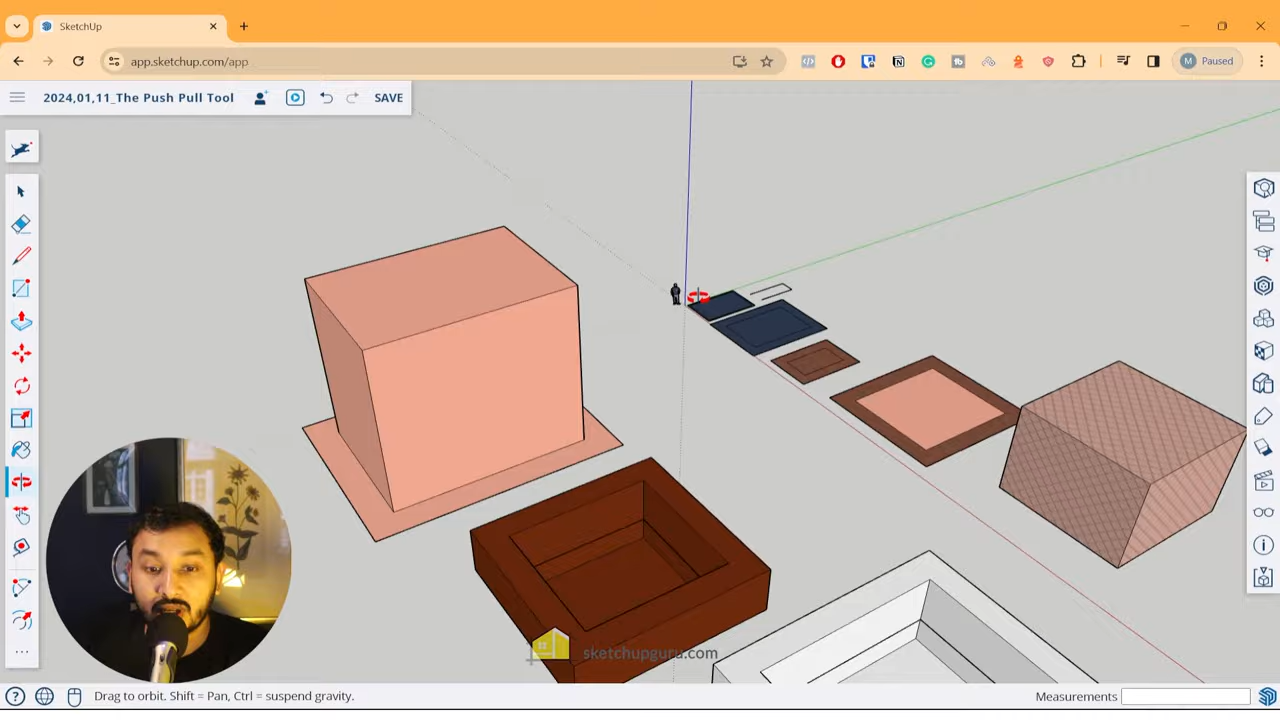 SketchUp
app.sketchup.com/app
M Paused
2024,01,11_The Push Pull Tool
SAVE
sketchupguru.com
Drag to orbit. Shift = Pan, Ctrl = suspend gravity.
Measurements